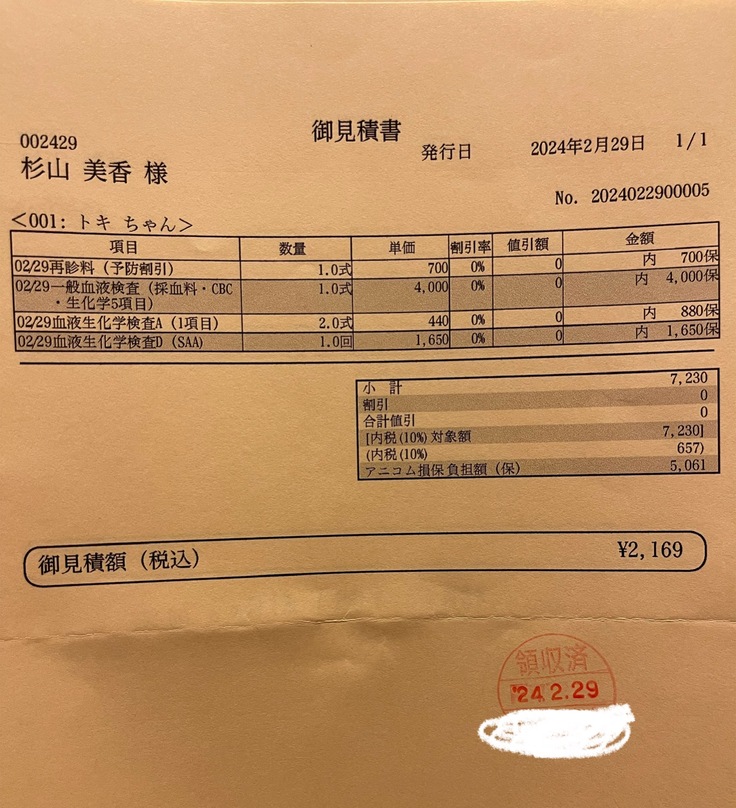 御見積書
002429
発行日 2024年2月29日 1/1
杉山 美香 様
No. 2024022900005
<001: トキ ちゃん>
項目 数量 単価 割引率 値引額 金額
02/29再診料（予防割引） 1.0式 700 0% 0 内 700保
02/29一般血液検査（採血料・CBC 1.0式 4,000 0% 0 内 4,000保
・生化学5項目）
02/29血液生化学検査A（1項目） 2.0式 440 0% 0 内 880保
02/29血液生化学検査D（SAA） 1.0回 1,650 0% 0 内 1,650保
小 計 7,230
割引 0
合計値引 0
[内税(10%)対象額 7,230]
(内税(10%) 657)
アニコム損保負担額（保） 5,061
御見積額（税込） ¥2,169
領収済
'24.2.29